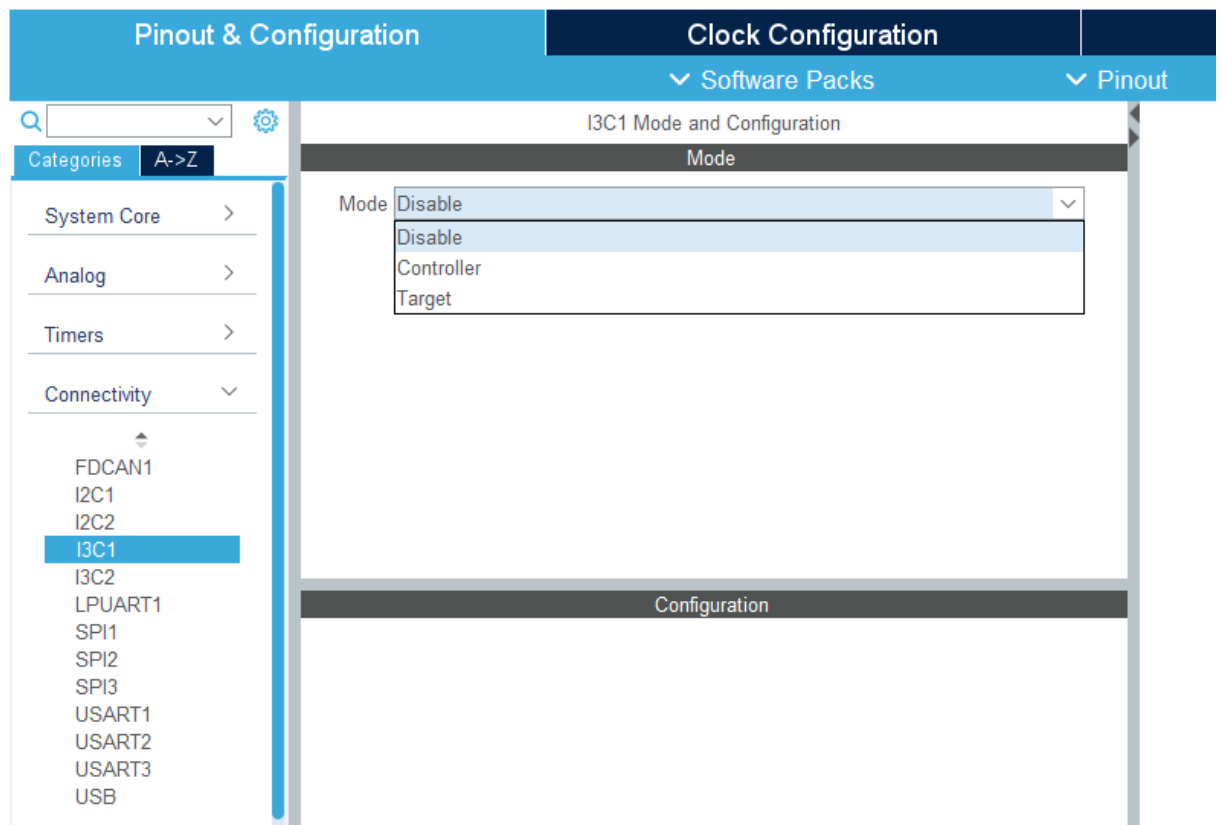 Pinout & Configuration
Clock Configuration
Software Packs
Pinout
Categories
A->Z
System Core
Analog
Timers
Connectivity
FDCAN1
I2C1
I2C2
I3C1
I3C2
LPUART1
SPI1
SPI2
SPI3
USART1
USART2
USART3
USB
I3C1 Mode and Configuration
Mode
Mode Disable
Disable
Controller
Target
Configuration